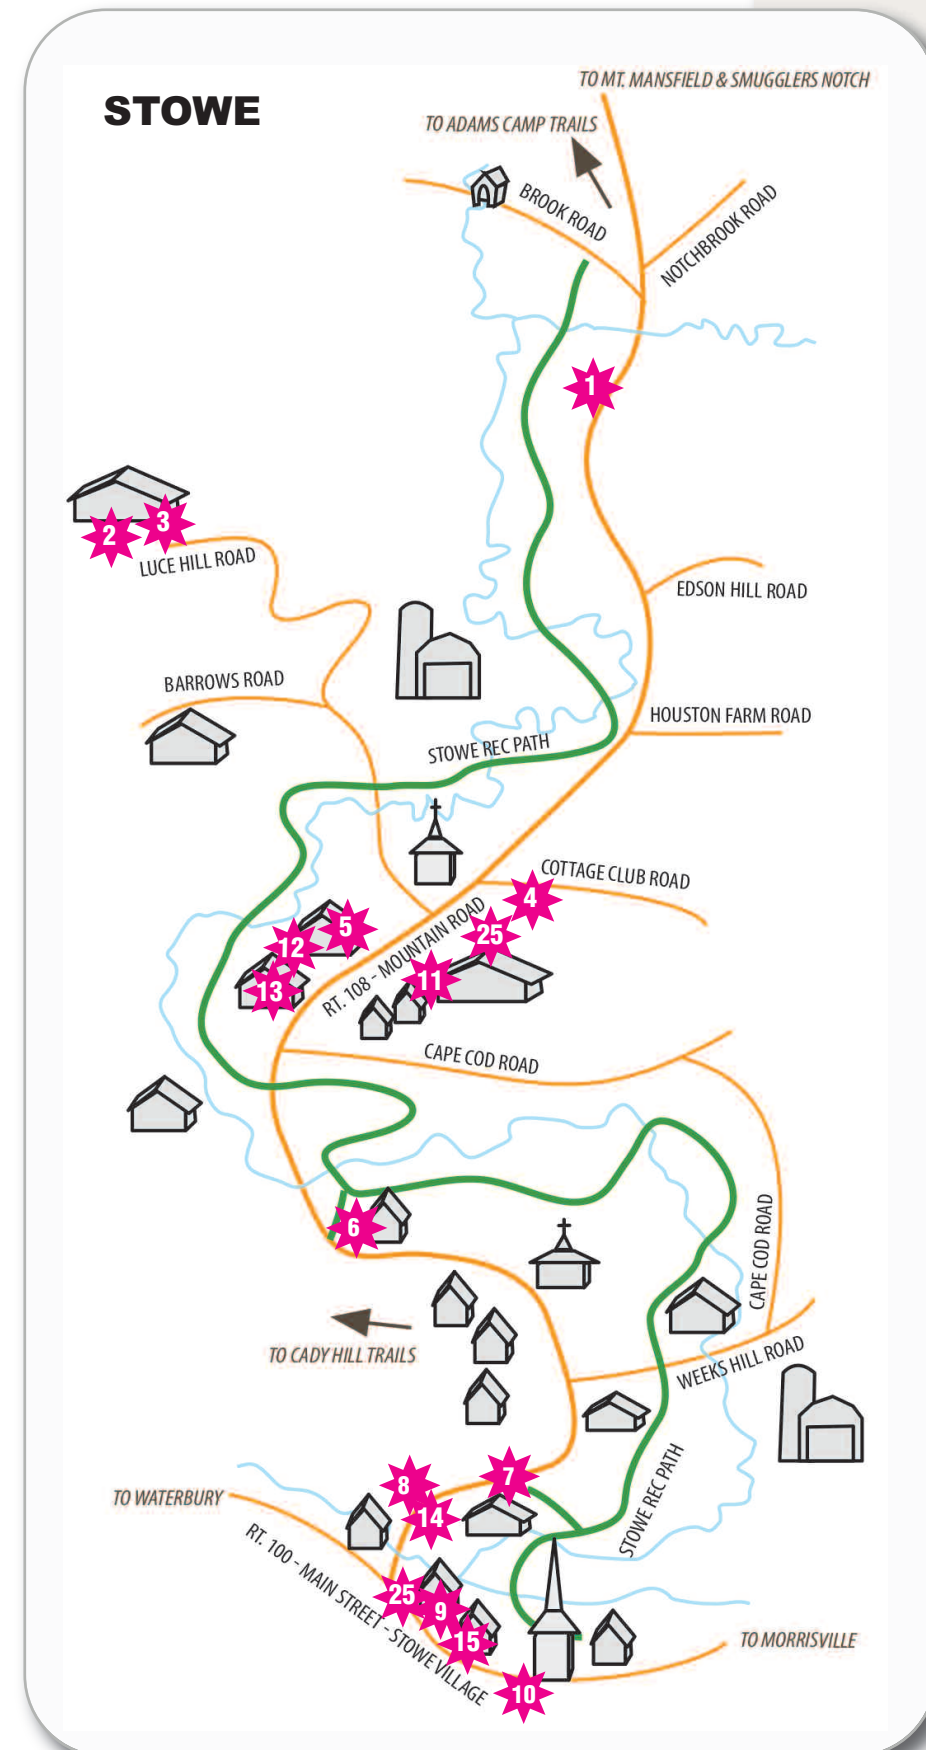 TO MT. MANSFIELD & SMUGGLERS NOTCH
STOWE
TO ADAMS CAMP TRAILS
BROOK ROAD
NOTCHBROOK ROAD
1
3
2
LUCE HILL ROAD
EDSON HILL ROAD
BARROWS ROAD
HOUSTON FARM ROAD
STOWE REC PATH
COTTAGE CLUB ROAD
4
5
25
12
RT. 108 - MOUNTAIN ROAD
11
13
CAPE COD ROAD
6
CAPE COD ROAD
TO CADY HILL TRAILS
WEEKS HILL ROAD
7
8
TO WATERBURY
14
STOWE REC PATH
RT. 100 - MAIN STREET - STOWE VILLAGE
25
9
15
TO MORRISVILLE
10